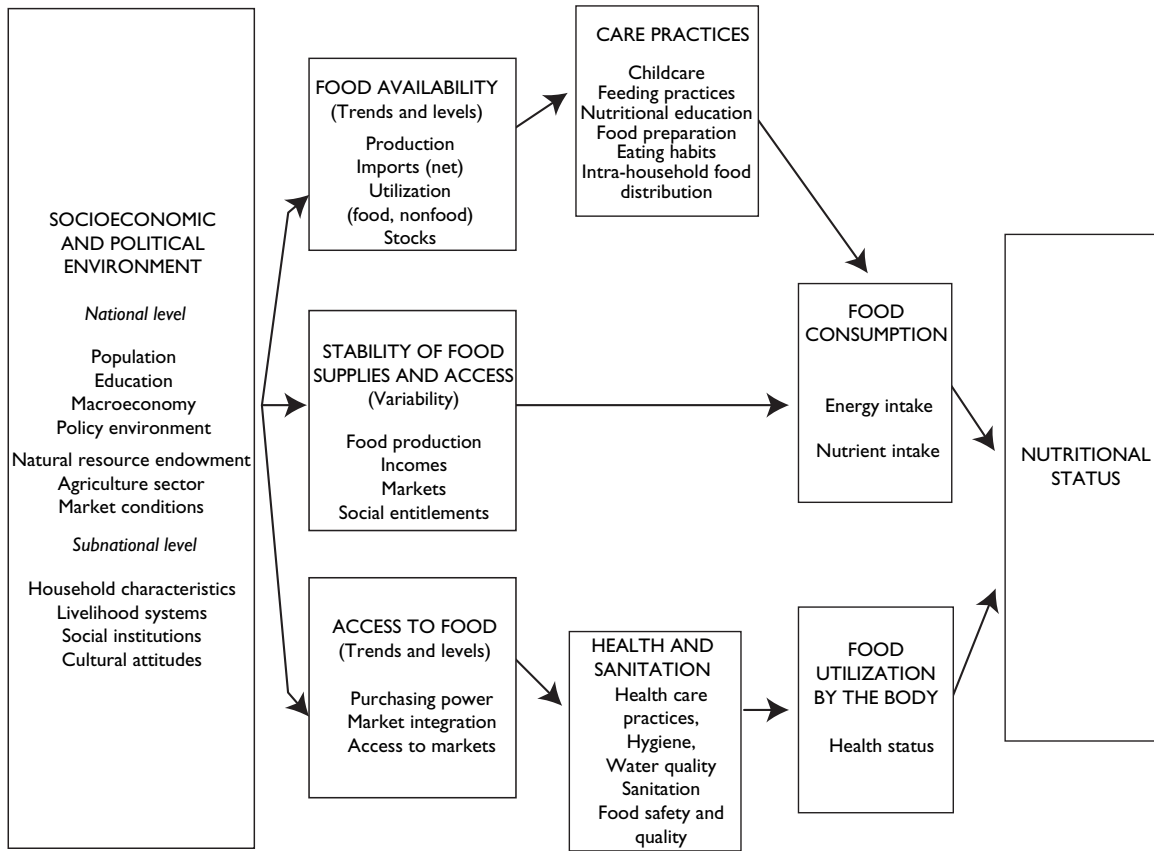 SOCIOECONOMIC
AND POLITICAL
ENVIRONMENT
National level
Population
Education
Macroeconomy
Policy environment
Natural resource endowment
Agriculture sector
Market conditions
Subnational level
Household characteristics
Livelihood systems
Social institutions
Cultural attitudes
FOOD AVAILABILITY
(Trends and levels)
Production
Imports (net)
Utilization
(food, nonfood)
Stocks
STABILITY OF FOOD
SUPPLIES AND ACCESS
(Variability)
Food production
Incomes
Markets
Social entitlements
ACCESS TO FOOD
(Trends and levels)
Purchasing power
Market integration
Access to markets
CARE PRACTICES
Childcare
Feeding practices
Nutritional education
Food preparation
Eating habits
Intra-household food
distribution
HEALTH AND
SANITATION
Health care
practices,
Hygiene,
Water quality
Sanitation
Food safety and
quality
FOOD
CONSUMPTION
Energy intake
Nutrient intake
FOOD
UTILIZATION
BY THE BODY
Health status
NUTRITIONAL
STATUS